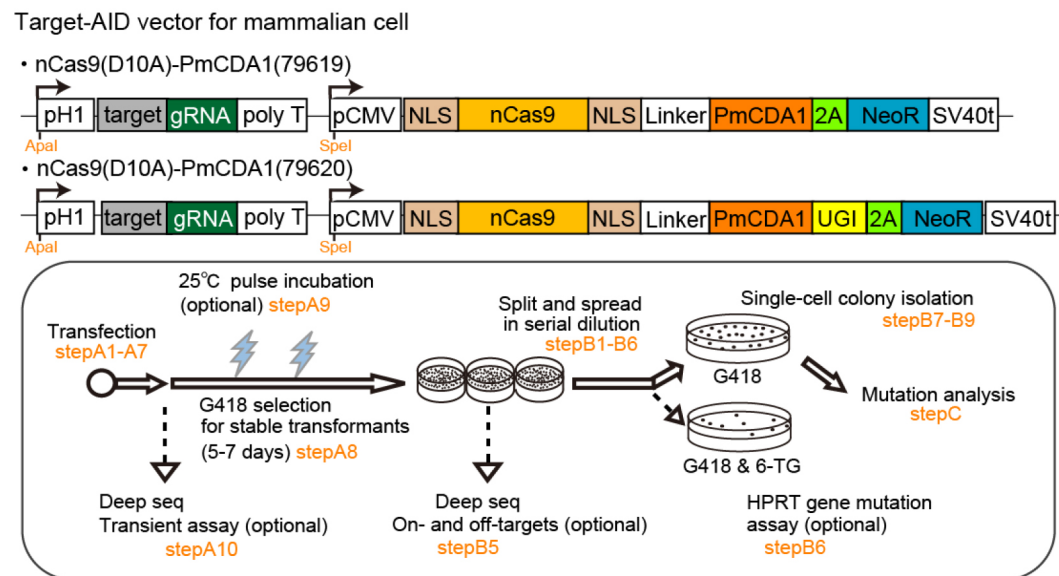 Target-AID vector for mammalian cell
・nCas9(D10A)-PmCDA1(79619)
pH1 target gRNA poly T pCMV NLS nCas9 NLS Linker PmCDA1 2A NeoR SV40t
ApaI SpeI
・nCas9(D10A)-PmCDA1(79620)
pH1 target gRNA poly T pCMV NLS nCas9 NLS Linker PmCDA1 UGI 2A NeoR SV40t
ApaI SpeI
25℃ pulse incubation
(optional) stepA9
Transfection
stepA1-A7
G418 selection
for stable transformants
(5-7 days) stepA8
Split and spread
in serial dilution
stepB1-B6
Single-cell colony isolation
stepB7-B9
G418
G418 & 6-TG
Mutation analysis
stepC
Deep seq
Transient assay (optional)
stepA10
Deep seq
On- and off-targets (optional)
stepB5
HPRT gene mutation
assay (optional)
stepB6